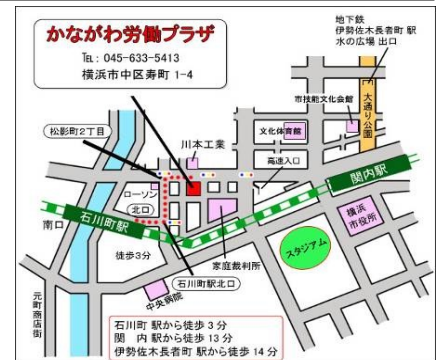 かながわ労働プラザ
TEL: 045-633-5413
横浜市中区寿町 1-4
地下鉄
伊勢佐木長者町 駅
水の広場 出口
大通り公園
市技能文化会館
文化体育館
松影町2丁目
川本工業
高速入口
関内駅
ローソン
北口
石川町駅
南口
横浜
市役所
スタジアム
徒歩3分
家庭裁判所
石川町駅北口
中央病院
元町商店街
石川町 駅から徒歩 3 分
関 内 駅から徒歩 13 分
伊勢佐木長者町 駅から徒歩 14 分